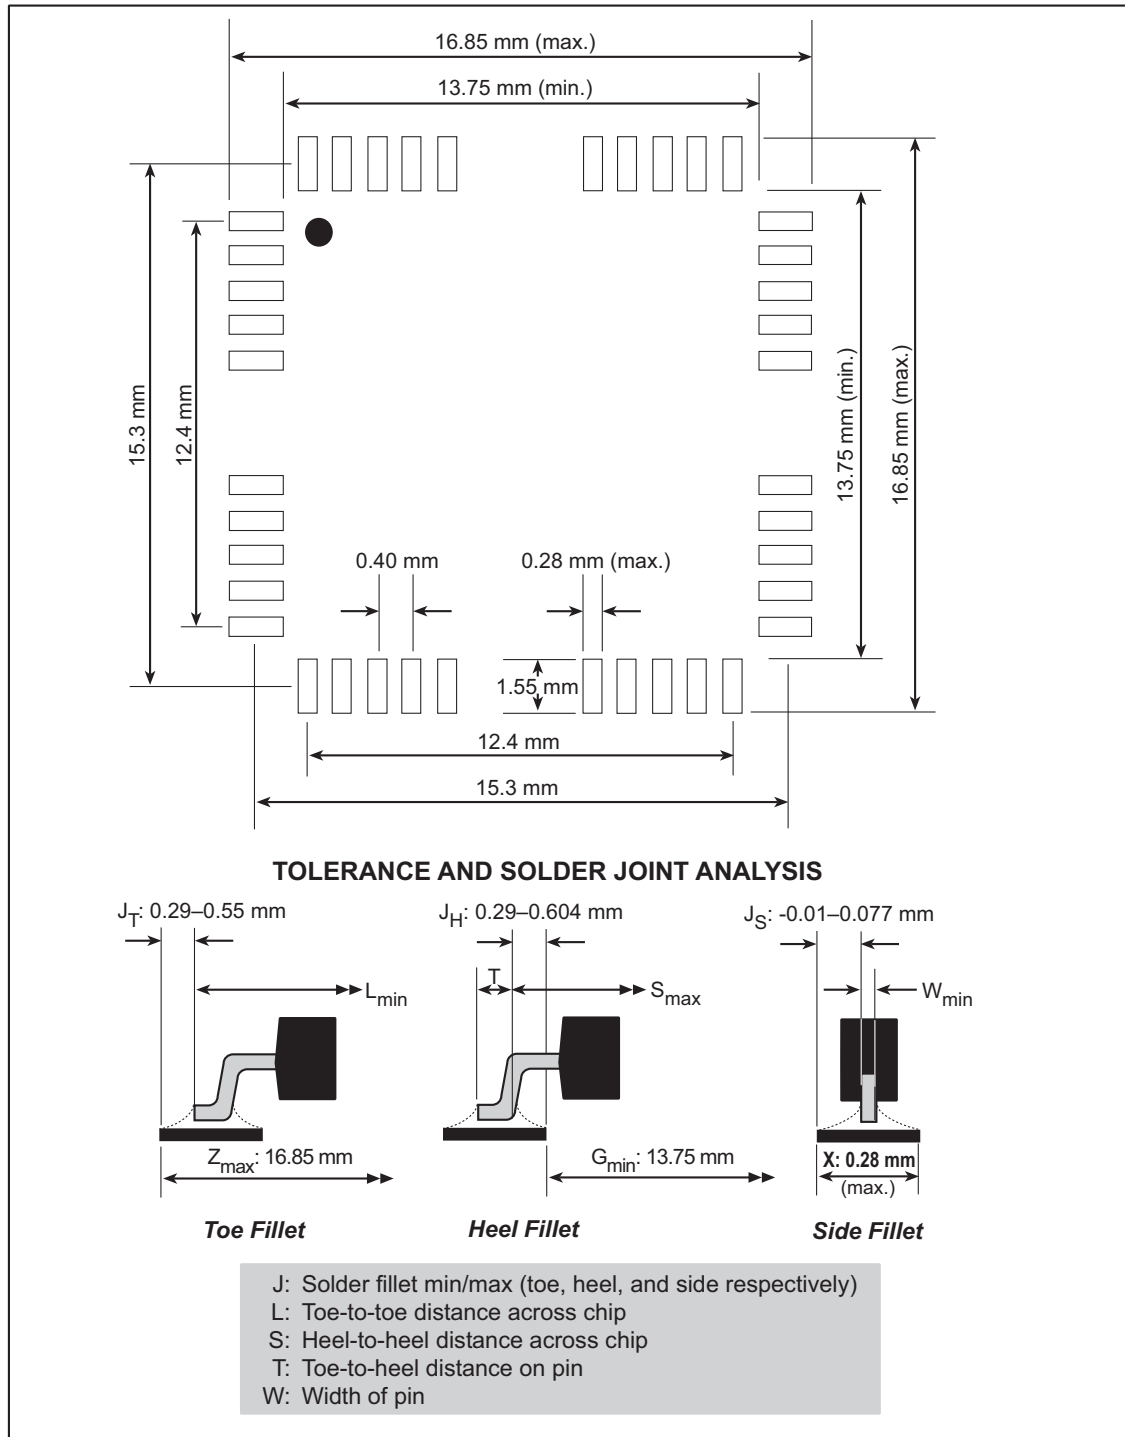 16.85 mm (max.)
13.75 mm (min.)
15.3 mm
12.4 mm
13.75 mm (min.)
16.85 mm (max.)
0.40 mm
0.28 mm (max.)
1.55 mm
12.4 mm
15.3 mm
TOLERANCE AND SOLDER JOINT ANALYSIS
JT: 0.29–0.55 mm
JH: 0.29–0.604 mm
JS: -0.01–0.077 mm
Lmin
T
Smax
Wmin
Zmax: 16.85 mm
Gmin: 13.75 mm
X: 0.28 mm
(max.)
Toe Fillet
Heel Fillet
Side Fillet
J: Solder fillet min/max (toe, heel, and side respectively)
L: Toe-to-toe distance across chip
S: Heel-to-heel distance across chip
T: Toe-to-heel distance on pin
W: Width of pin